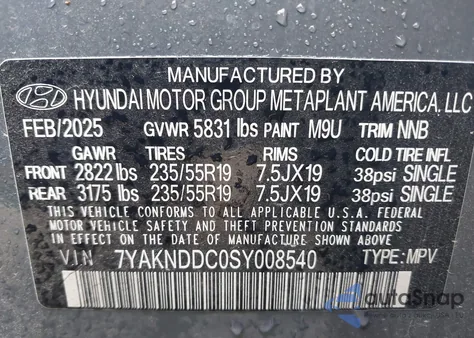 MANUFACTURED BY
HYUNDAI MOTOR GROUP METAPLANT AMERICA, LLC
FEB/2025 GVWR 5831 lbs PAINT M9U TRIM NNB
GAWR TIRES RIMS COLD TIRE INFL
FRONT 2822 lbs 235/55R19 7.5JX19 38psi SINGLE
REAR 3175 lbs 235/55R19 7.5JX19 38psi SINGLE
THIS VEHICLE CONFORMS TO ALL APPLICABLE U.S.A. FEDERAL
MOTOR VEHICLE SAFETY AND THEFT PREVENTION STANDARDS
IN EFFECT ON THE DATE OF MANUFACTURE SHOWN ABOVE.
VIN 7YAKNDDC0SY008540 TYPE: MPV
autoSnap